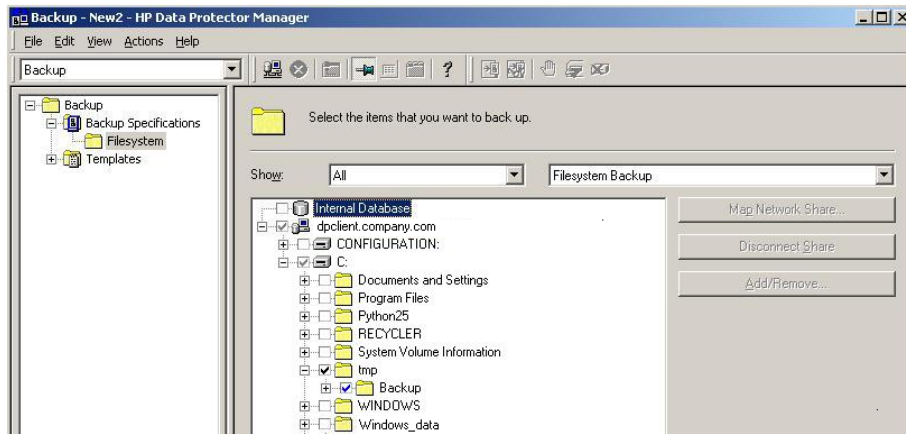 Backup - New2 - HP Data Protector Manager
File Edit View Actions Help
Backup
Backup
Backup Specifications
Filesystem
Templates
Select the items that you want to back up.
Show: All Filesystem Backup
Internal Database
dpclient.company.com
CONFIGURATION:
C:
Documents and Settings
Program Files
Python25
RECYCLER
System Volume Information
tmp
Backup
WINDOWS
Windows_data
Map Network Share...
Disconnect Share
Add/Remove...